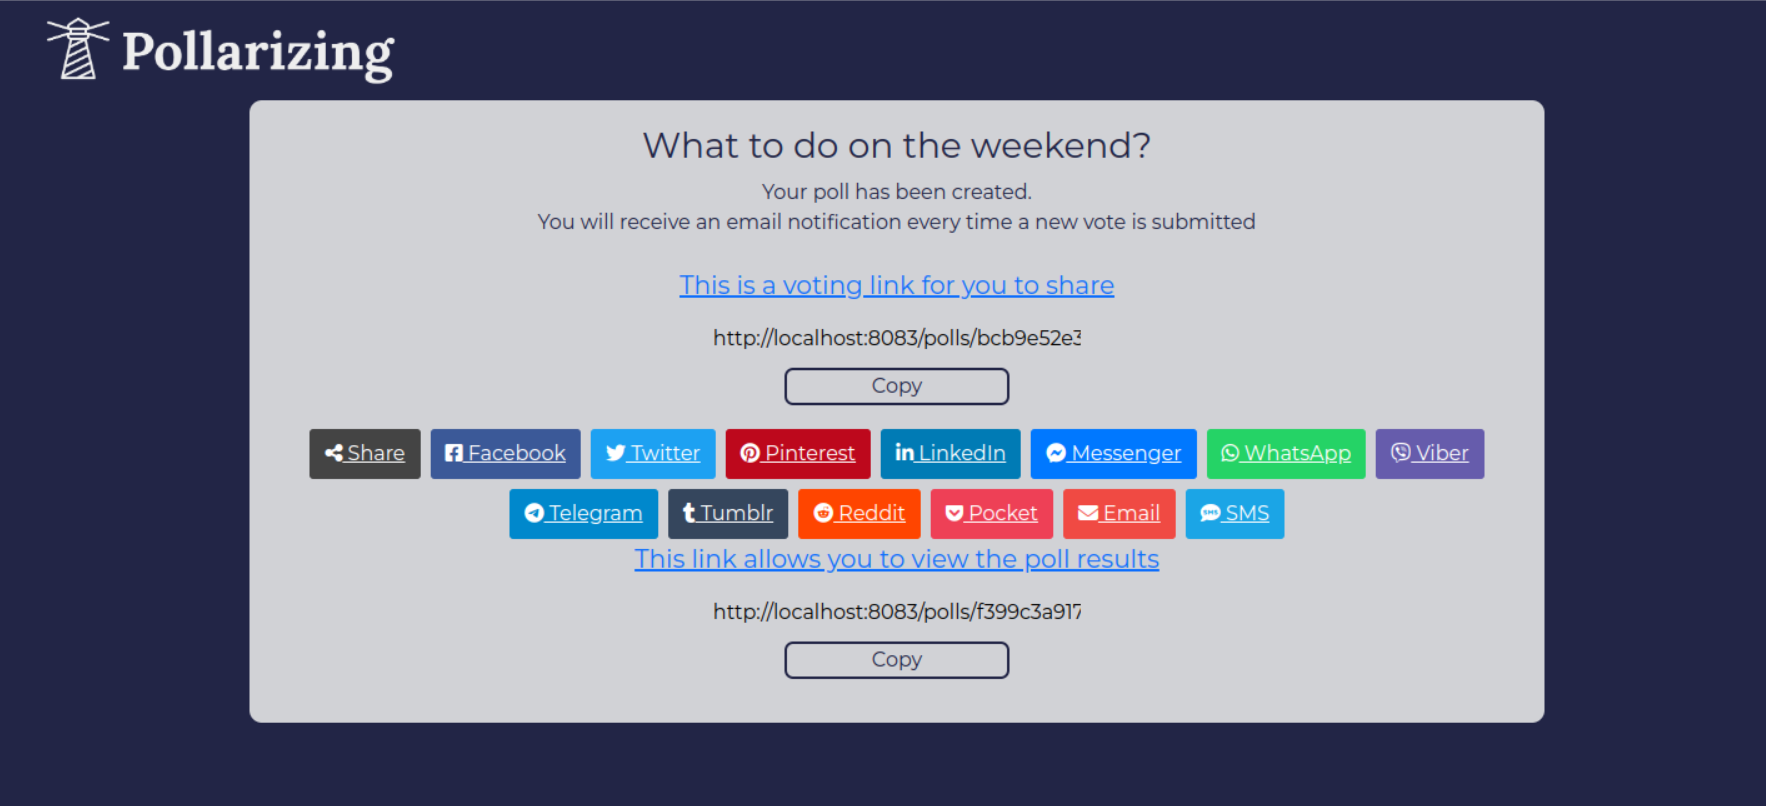 Pollarizing
What to do on the weekend?
Your poll has been created.
You will receive an email notification every time a new vote is submitted
This is a voting link for you to share
http://localhost:8083/polls/bcb9e52e3
Copy
Share Facebook Twitter Pinterest LinkedIn Messenger WhatsApp Viber
Telegram Tumblr Reddit Pocket Email SMS
This link allows you to view the poll results
http://localhost:8083/polls/f399c3a917
Copy